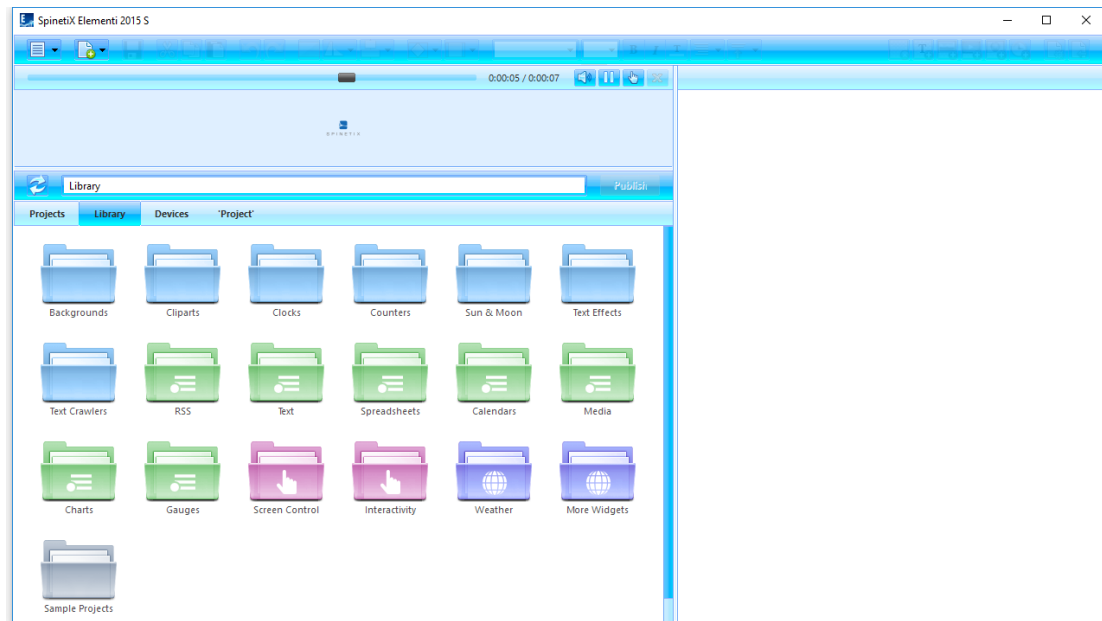 SpinetiX Elementi 2015 S
B I T
0:00:05 / 0:00:07
SPINETIX
Library
Publish
Projects Library Devices 'Project'
Backgrounds Cliparts Clocks Counters Sun & Moon Text Effects
Text Crawlers RSS Text Spreadsheets Calendars Media
Charts Gauges Screen Control Interactivity Weather More Widgets
Sample Projects